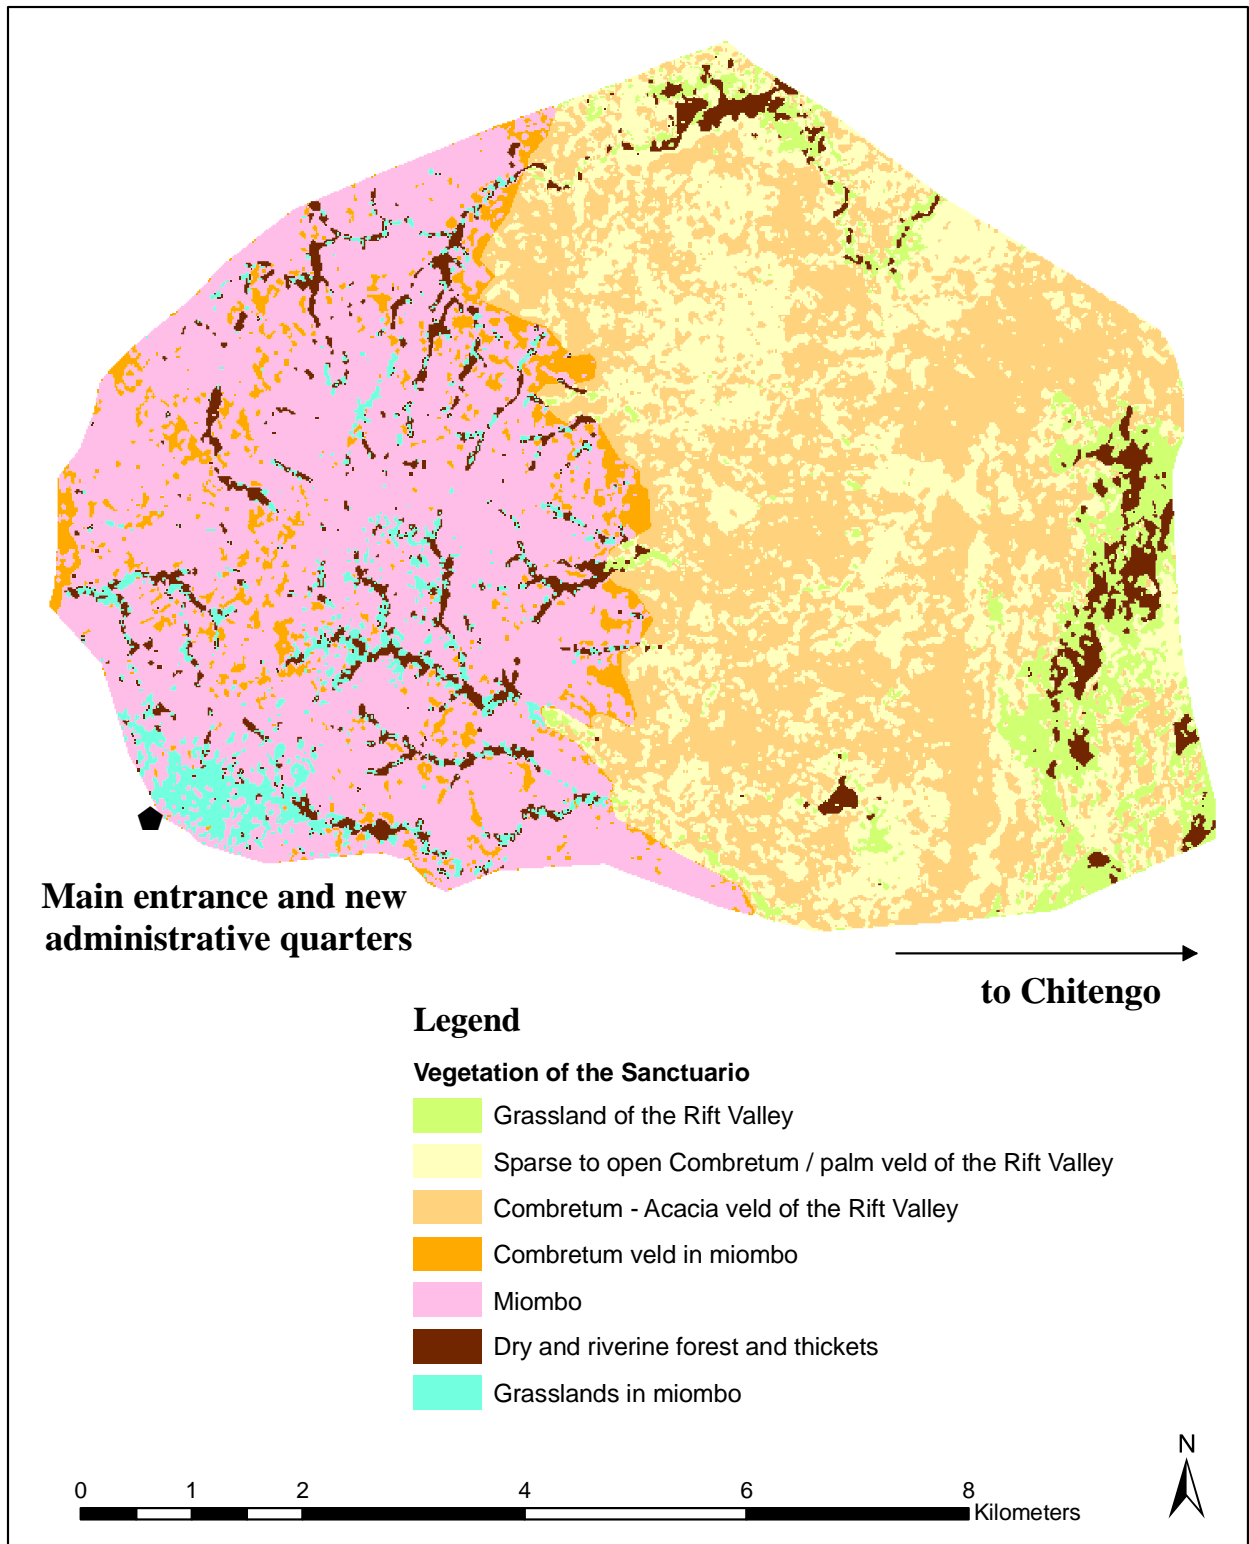 Main entrance and new
administrative quarters
to Chitengo
Legend
Vegetation of the Sanctuario
Grassland of the Rift Valley
Sparse to open Combretum / palm veld of the Rift Valley
Combretum - Acacia veld of the Rift Valley
Combretum veld in miombo
Miombo
Dry and riverine forest and thickets
Grasslands in miombo
N
0 1 2 4 6 8
Kilometers